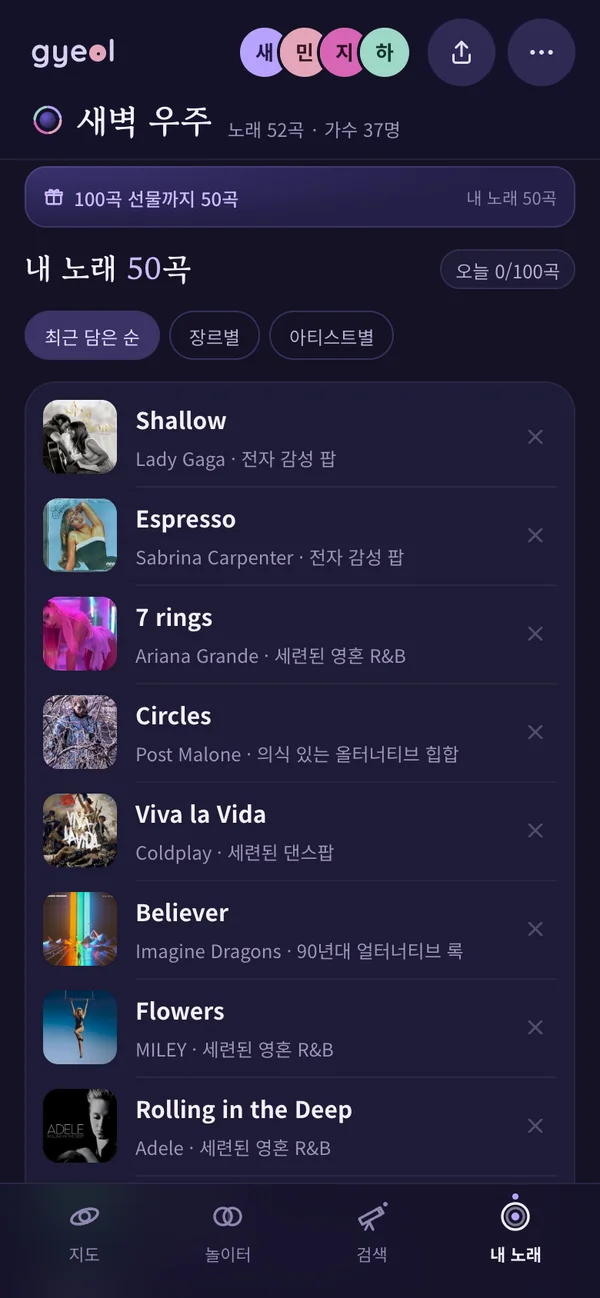 gyeol
새 민 지 하
새벽 우주 노래 52곡 · 가수 37명
100곡 선물까지 50곡 내 노래 50곡
내 노래 50곡 오늘 0/100곡
최근 담은 순 장르별 아티스트별
Shallow
Lady Gaga · 전자 감성 팝
Espresso
Sabrina Carpenter · 전자 감성 팝
7 rings
Ariana Grande · 세련된 영혼 R&B
Circles
Post Malone · 의식 있는 올터너티브 힙합
VIVA LA VIDA
Viva la Vida
Coldplay · 세련된 댄스팝
Believer
Imagine Dragons · 90년대 얼터너티브 록
Flowers
MILEY · 세련된 영혼 R&B
ADELE
Rolling in the Deep
Adele · 세련된 영혼 R&B
지도 놀이터 검색 내 노래